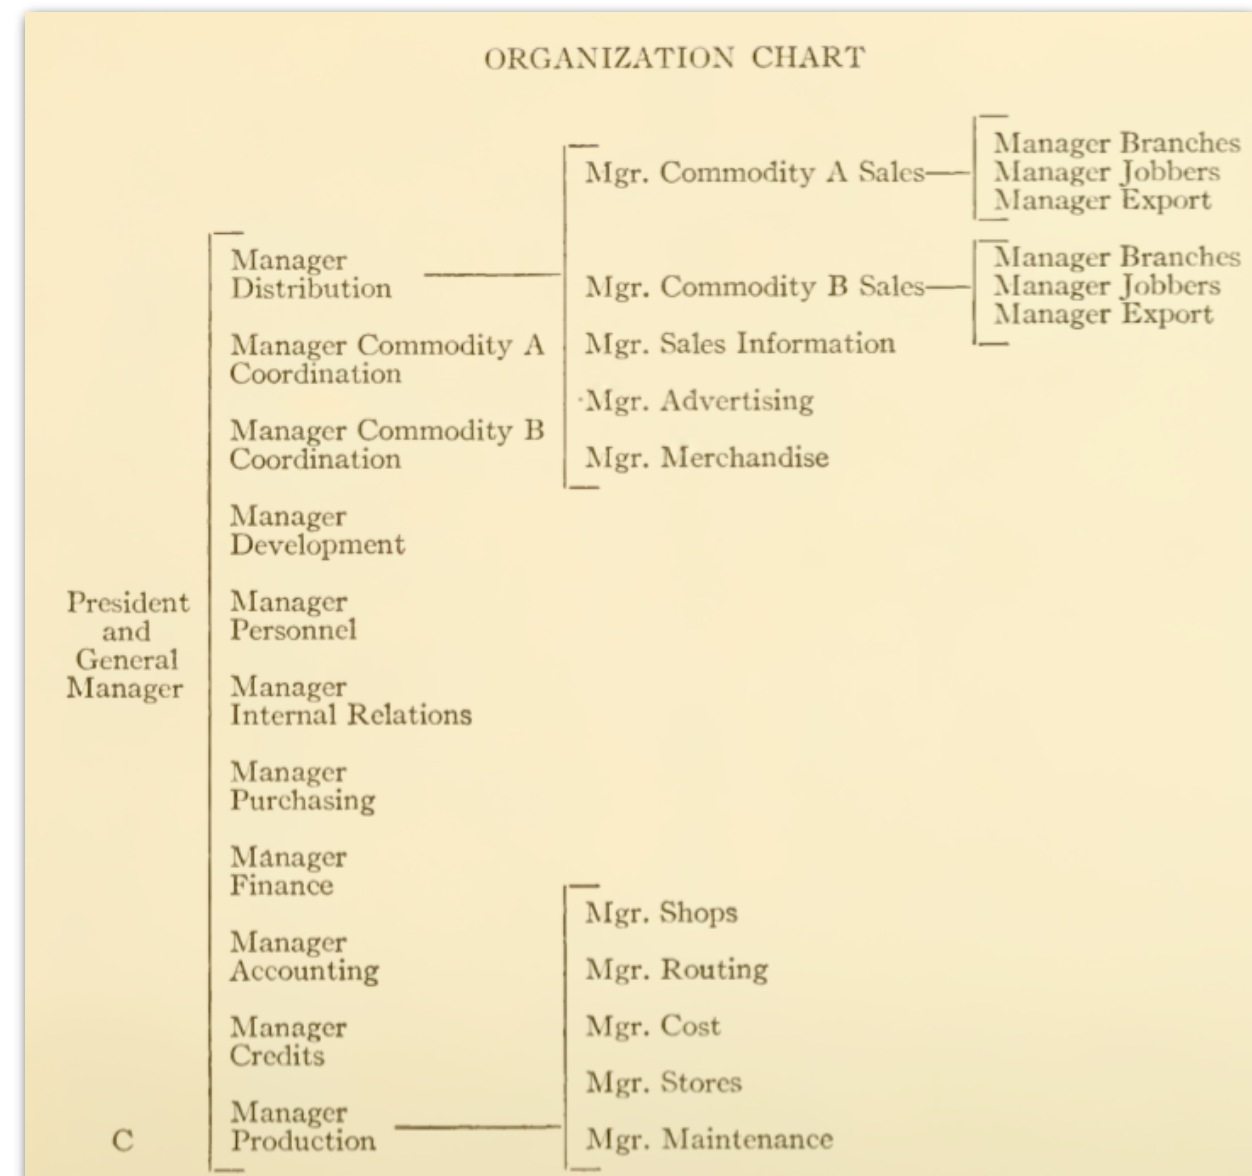 ORGANIZATION CHART
Manager Branches
Mgr. Commodity A Sales
Manager Jobbers
Manager Export
Manager
Distribution
Manager Branches
Mgr. Commodity B Sales
Manager Jobbers
Manager Export
Manager Commodity A
Coordination
Mgr. Sales Information
Mgr. Advertising
Manager Commodity B
Coordination
Mgr. Merchandise
Manager
Development
President
and
General
Manager
Manager
Personnel
Manager
Internal Relations
Manager
Purchasing
Manager
Finance
Manager
Accounting
Manager
Credits
Manager
Production
Mgr. Shops
Mgr. Routing
Mgr. Cost
Mgr. Stores
Mgr. Maintenance
C